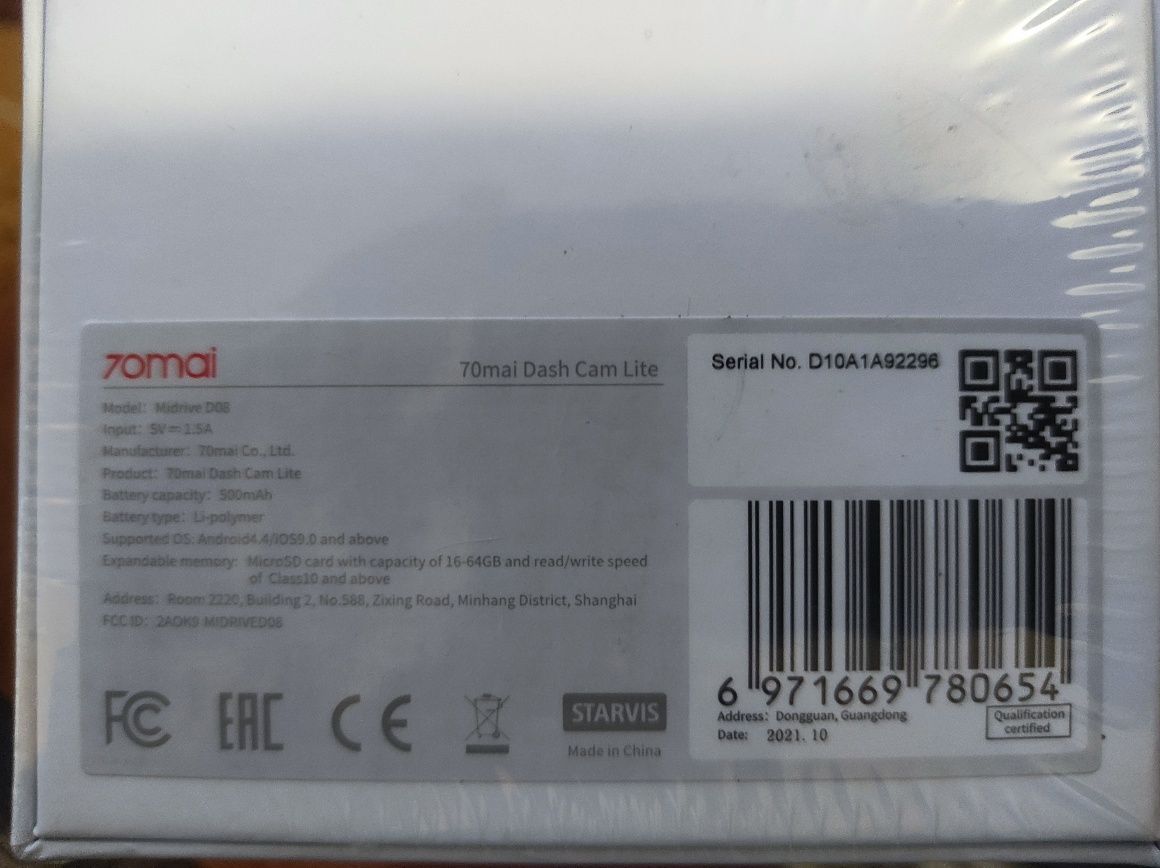 70mai
70mai Dash Cam Lite
Model: Midrive D08
Input: 5V⎓1.5A
Manufacturer: 70mai Co., Ltd.
Product: 70mai Dash Cam Lite
Battery capacity: 500mAh
Battery type: Li-polymer
Supported OS: Android4.4/iOS9.0 and above
Expandable memory: MicroSD card with capacity of 16-64GB and read/write speed
of Class10 and above
Address: Room 2220, Building 2, No.588, Zixing Road, Minhang District, Shanghai
FCC ID: 2AOK9 MIDRIVED08
FC EAC CE
STARVIS
Made in China
Serial No. D10A1A92296
6 971669 780654
Address: Dongguan, Guangdong
Date: 2021. 10
Qualification
certified